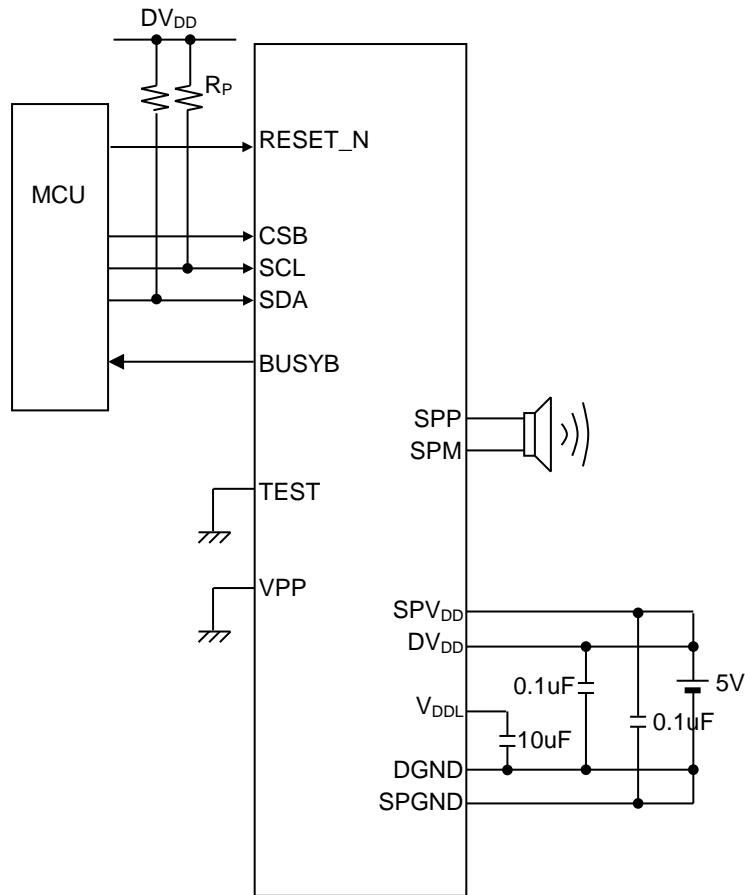 DVDD
RP
RESET_N
MCU
CSB
SCL
SDA
BUSYB
SPP
SPM
TEST
VPP
SPVDD
DVDD
0.1uF
5V
VDDL
0.1uF
10uF
DGND
SPGND